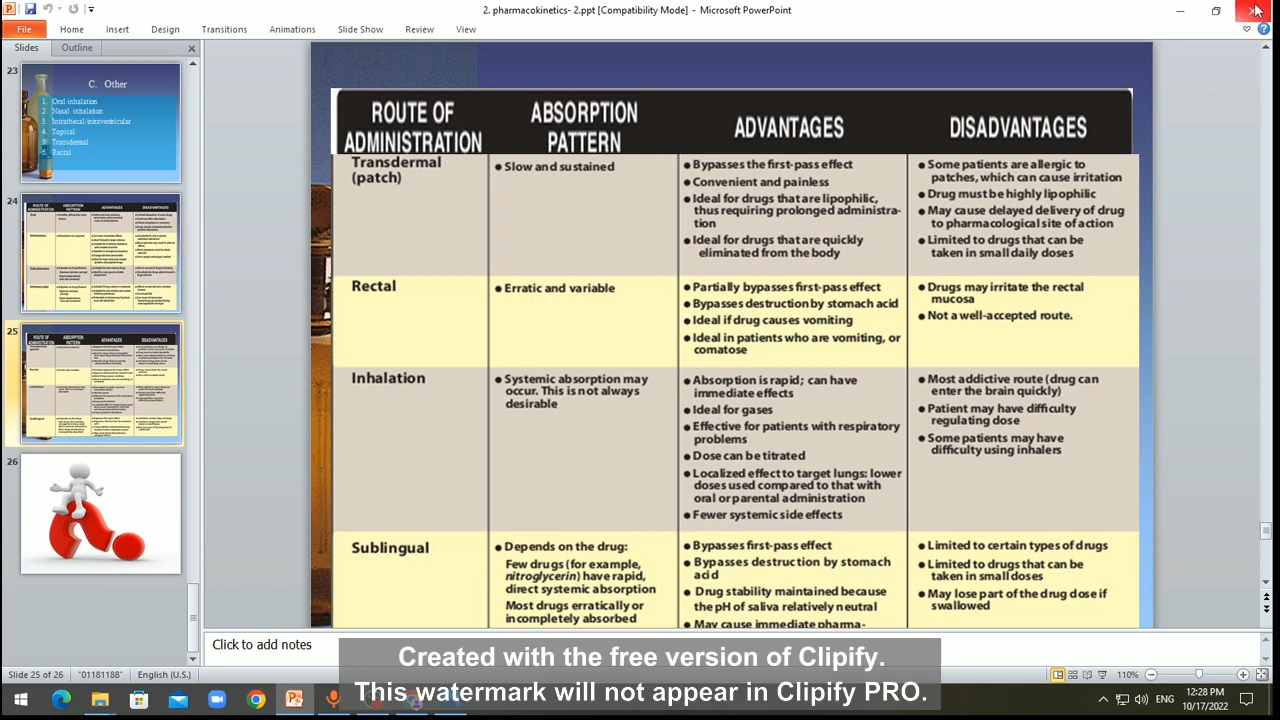 2. pharmacokinetics- 2.ppt [Compatibility Mode] - Microsoft PowerPoint
File Home Insert Design Transitions Animations Slide Show Review View
Slides Outline
23
C. Other
1. Oral inhalation
2. Nasal inhalation
3. Intrathecal/intraventricular
4. Topical
5. Transdermal
6. Rectal
24
25
26
ROUTE OF ADMINISTRATION
ABSORPTION PATTERN
ADVANTAGES
DISADVANTAGES
Transdermal
(patch)
• Slow and sustained
• Bypasses the first-pass effect
• Convenient and painless
• Ideal for drugs that are lipophilic,
thus requiring prolonged administra-
tion
• Ideal for drugs that are quickly
eliminated from the body
• Some patients are allergic to
patches, which can cause irritation
• Drug must be highly lipophilic
• May cause delayed delivery of drug
to pharmacological site of action
• Limited to drugs that can be
taken in small daily doses
Rectal
• Erratic and variable
• Partially bypasses first-pass effect
• Bypasses destruction by stomach acid
• Ideal if drug causes vomiting
• Ideal in patients who are vomiting, or
comatose
• Drugs may irritate the rectal
mucosa
• Not a well-accepted route.
Inhalation
• Systemic absorption may
occur. This is not always
desirable
• Absorption is rapid; can have
immediate effects
• Ideal for gases
• Effective for patients with respiratory
problems
• Dose can be titrated
• Localized effect to target lungs: lower
doses used compared to that with
oral or parental administration
• Fewer systemic side effects
• Most addictive route (drug can
enter the brain quickly)
• Patient may have difficulty
regulating dose
• Some patients may have
difficulty using inhalers
Sublingual
• Depends on the drug:
Few drugs (for example,
nitroglycerin) have rapid,
direct systemic absorption
Most drugs erratically or
incompletely absorbed
• Bypasses first-pass effect
• Bypasses destruction by stomach
acid
• Drug stability maintained because
the pH of saliva relatively neutral
• May cause immediate pharma-
• Limited to certain types of drugs
• Limited to drugs that can be
taken in small doses
• May lose part of the drug dose if
swallowed
Click to add notes
Created with the free version of Clipify.
This watermark will not appear in Clipify PRO.
Slide 25 of 26 "01181188" English (U.S.) 110%
ENG 12:28 PM
10/17/2022